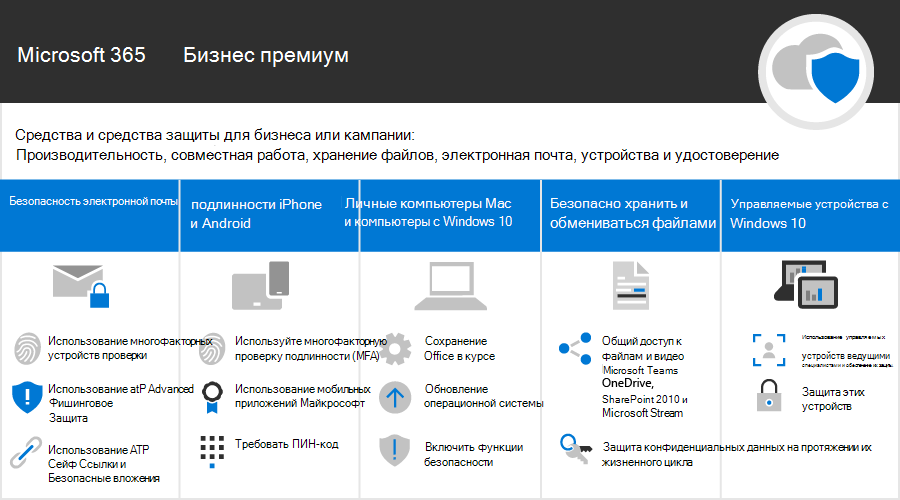 Microsoft 365 Бизнес премиум
Средства и средства защиты для бизнеса или кампании:
Производительность, совместная работа, хранение файлов, электронная почта, устройства и удостоверение
Безопасность электронной почты
подлинности iPhone
и Android
Личные компьютеры Mac
и компьютеры с Windows 10
Безопасно хранить и
обмениваться файлами
Управляемые устройства с
Windows 10
Использование многофакторных
устройств проверки
Использование atP Advanced
Фишинговое
Защита
Использование ATP
Сейф Ссылки и
Безопасные вложения
Используйте многофакторную
проверку подлинности (MFA)
Использование мобильных
приложений Майкрософт
Требовать ПИН-код
Сохранение
Office в курсе
Обновление
операционной системы
Включить функции
безопасности
Общий доступ к
файлам и видео
Microsoft Teams
OneDrive,
SharePoint 2010 и
Microsoft Stream
Защита конфиденциальных данных на протяжении их
жизненного цикла
Использование управляемых
устройств ведущими
специалистами и обеспечение их защиты
Защита этих
устройств